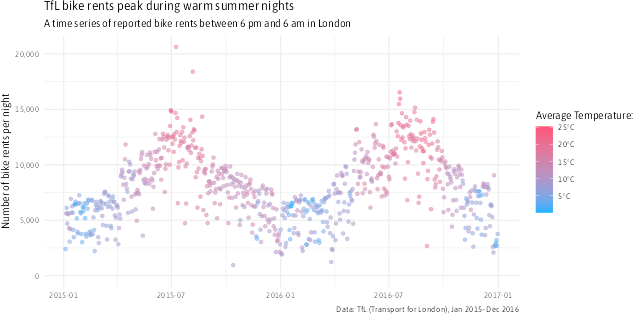 TfL bike rents peak during warm summer nights
A time series of reported bike rents between 6 pm and 6 am in London
Number of bike rents per night
20,000
15,000
10,000
5,000
0
2015-01
2015-07
2016-01
2016-07
2017-01
Average Temperature:
25°C
20°C
15°C
10°C
5°C
Data: TfL (Transport for London), Jan 2015–Dec 2016